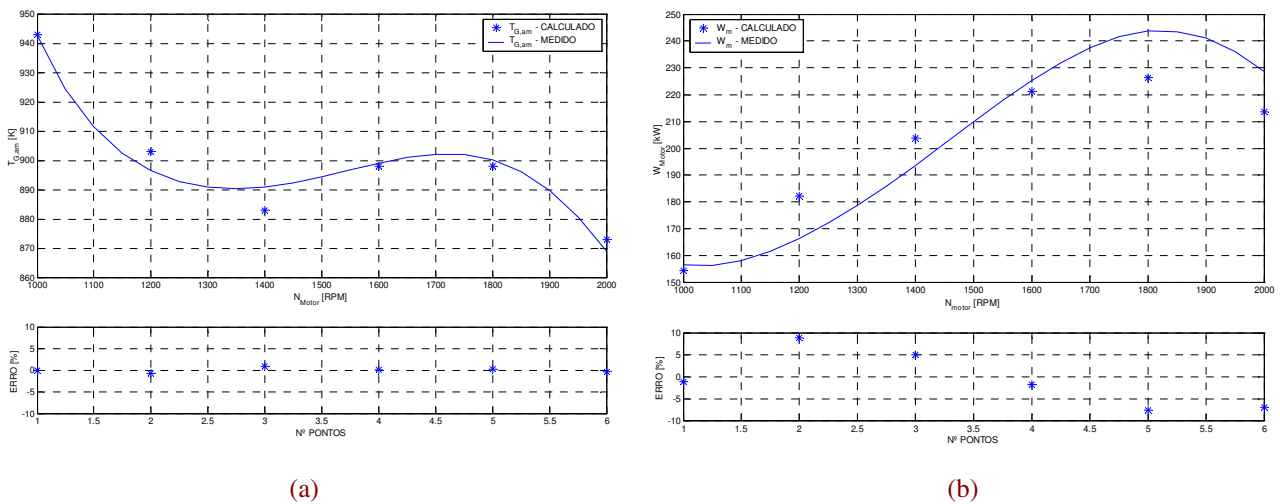 950
940
930
920
910
900
890
880
870
860
T_G,am [K]
T_G,am - CALCULADO
T_G,am - MEDIDO
1000 1100 1200 1300 1400 1500 1600 1700 1800 1900 2000
N_Motor [RPM]
10
5
0
-5
-10
ERRO [%]
1 1.5 2 2.5 3 3.5 4 4.5 5 5.5 6
Nº PONTOS
(a)
250
240
230
220
210
200
190
180
170
160
150
W_Motor [kW]
W_m - CALCULADO
W_m - MEDIDO
1000 1100 1200 1300 1400 1500 1600 1700 1800 1900 2000
N_motor [RPM]
10
5
0
-5
-10
ERRO [%]
1 1.5 2 2.5 3 3.5 4 4.5 5 5.5 6
Nº PONTOS
(b)